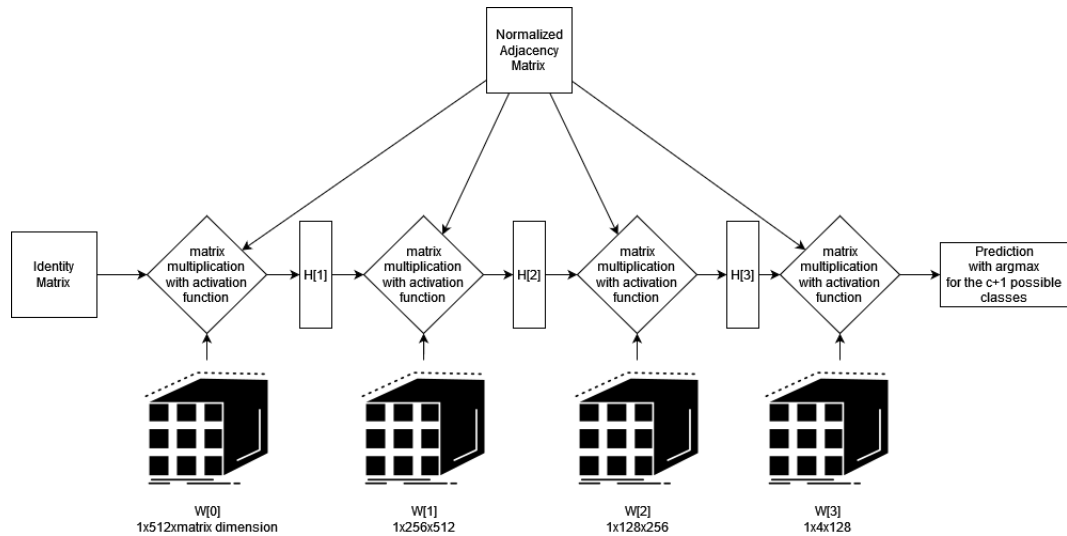 Normalized
Adjacency
Matrix
Identity
Matrix
matrix
multiplication
with activation
function
H[1]
matrix
multiplication
with activation
function
H[2]
matrix
multiplication
with activation
function
H[3]
matrix
multiplication
with activation
function
Prediction
with argmax
for the c+1 possible
classes
W[0]
1x512xmatrix dimension
W[1]
1x256x512
W[2]
1x128x256
W[3]
1x4x128